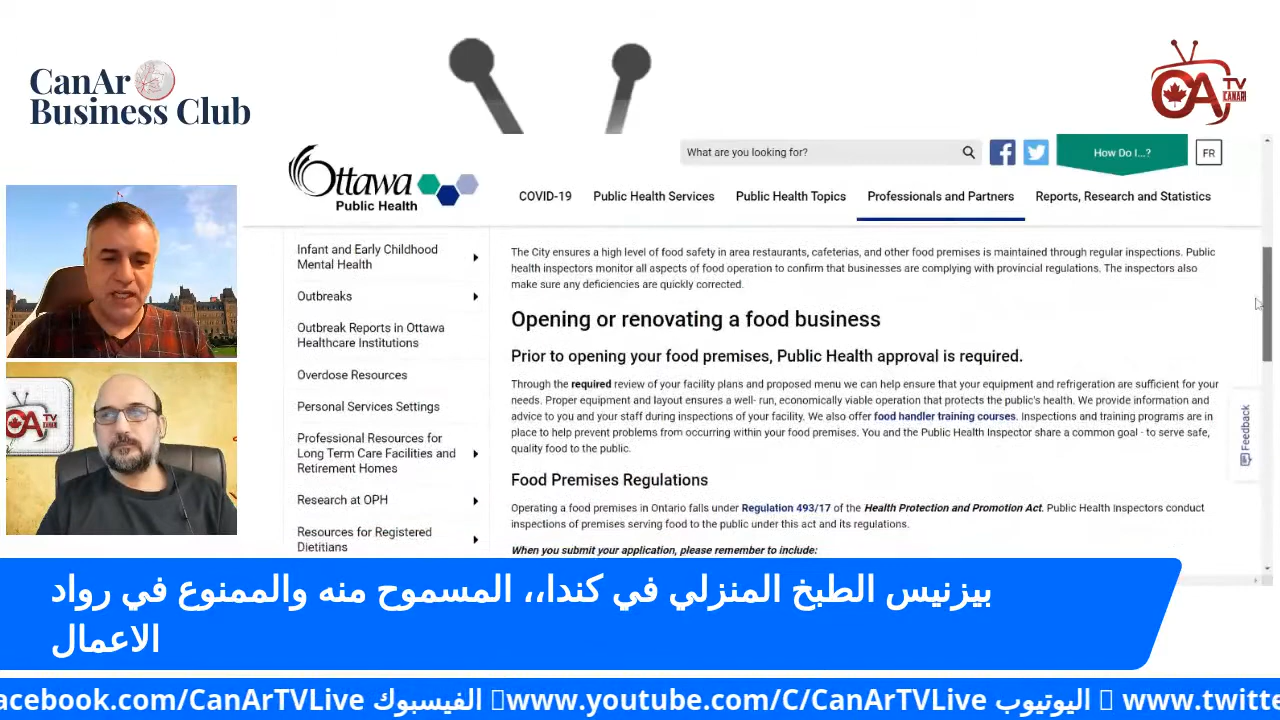 CanAr
Business Club
CA TV
CANAR
What are you looking for?
How Do I...?
FR
Ottawa
Public Health
COVID-19
Public Health Services
Public Health Topics
Professionals and Partners
Reports, Research and Statistics
Infant and Early Childhood
Mental Health
Outbreaks
Outbreak Reports in Ottawa
Healthcare Institutions
Overdose Resources
Personal Services Settings
Professional Resources for
Long Term Care Facilities and
Retirement Homes
Research at OPH
Resources for Registered
Dietitians
The City ensures a high level of food safety in area restaurants, cafeterias, and other food premises is maintained through regular inspections. Public
health inspectors monitor all aspects of food operation to confirm that businesses are complying with provincial regulations. The inspectors also
make sure any deficiencies are quickly corrected.
Opening or renovating a food business
Prior to opening your food premises, Public Health approval is required.
Through the required review of your facility plans and proposed menu we can help ensure that your equipment and refrigeration are sufficient for your
needs. Proper equipment and layout ensures a well- run, economically viable operation that protects the public's health. We provide information and
advice to you and your staff during inspections of your facility. We also offer food handler training courses. Inspections and training programs are in
place to help prevent problems from occurring within your food premises. You and the Public Health Inspector share a common goal - to serve safe,
quality food to the public.
Food Premises Regulations
Operating a food premises in Ontario falls under Regulation 493/17 of the Health Protection and Promotion Act. Public Health Inspectors conduct
inspections of premises serving food to the public under this act and its regulations.
When you submit your application, please remember to include:
Feedback
بيزنيس الطبخ المنزلي في كندا،، المسموح منه والممنوع في رواد
الاعمال
acebook.com/CanArTVLive الفيسبوك www.youtube.com/C/CanArTVLive اليوتيوب www.twitte